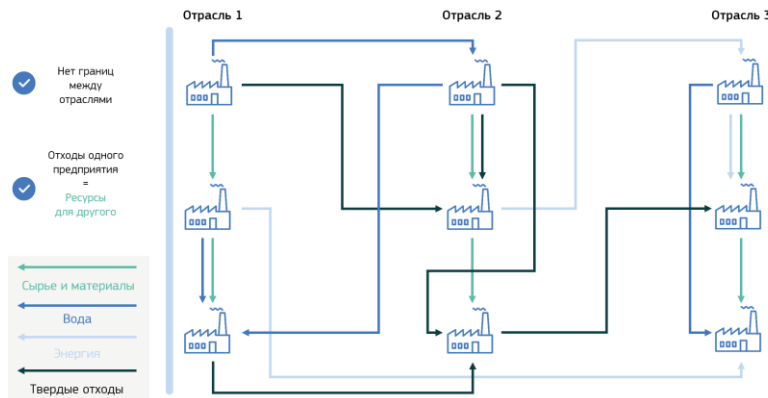 Отрасль 1
Отрасль 2
Отрасль 3
Нет границ
между
отраслями
Отходы одного
предприятия
=
Ресурсы
для другого
Сырье и материалы
Вода
Энергия
Твердые отходы